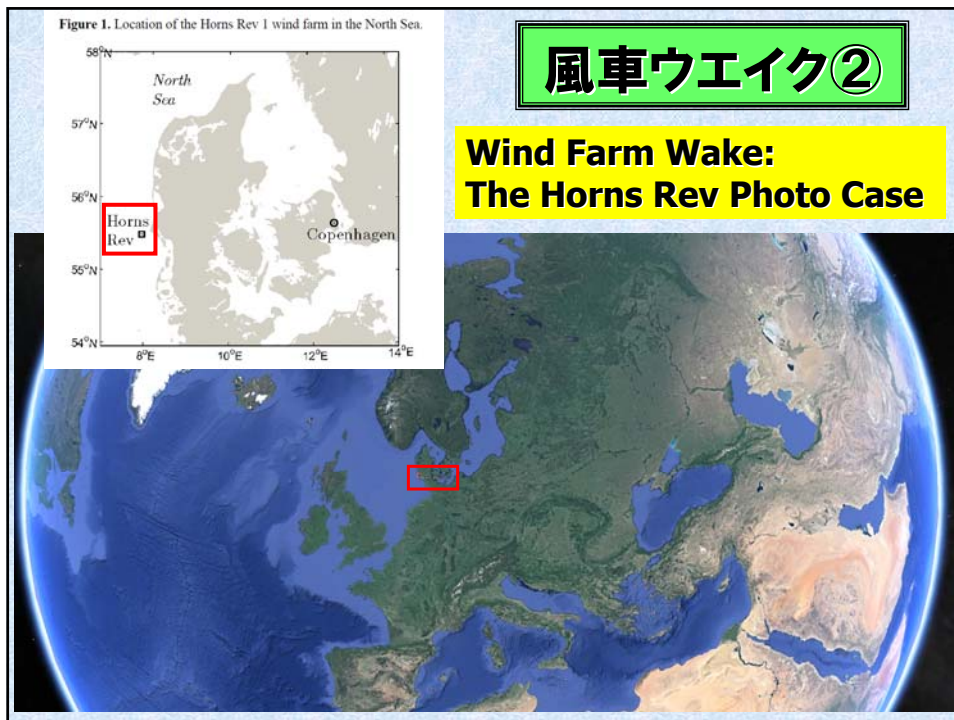 Figure 1. Location of the Horns Rev 1 wind farm in the North Sea.
風車ウエイク②
Wind Farm Wake:
The Horns Rev Photo Case
58°N
North
Sea
57°N
56°N
Horns
Rev
Copenhagen
55°N
54°N
8°E
10°E
12°E
14°E